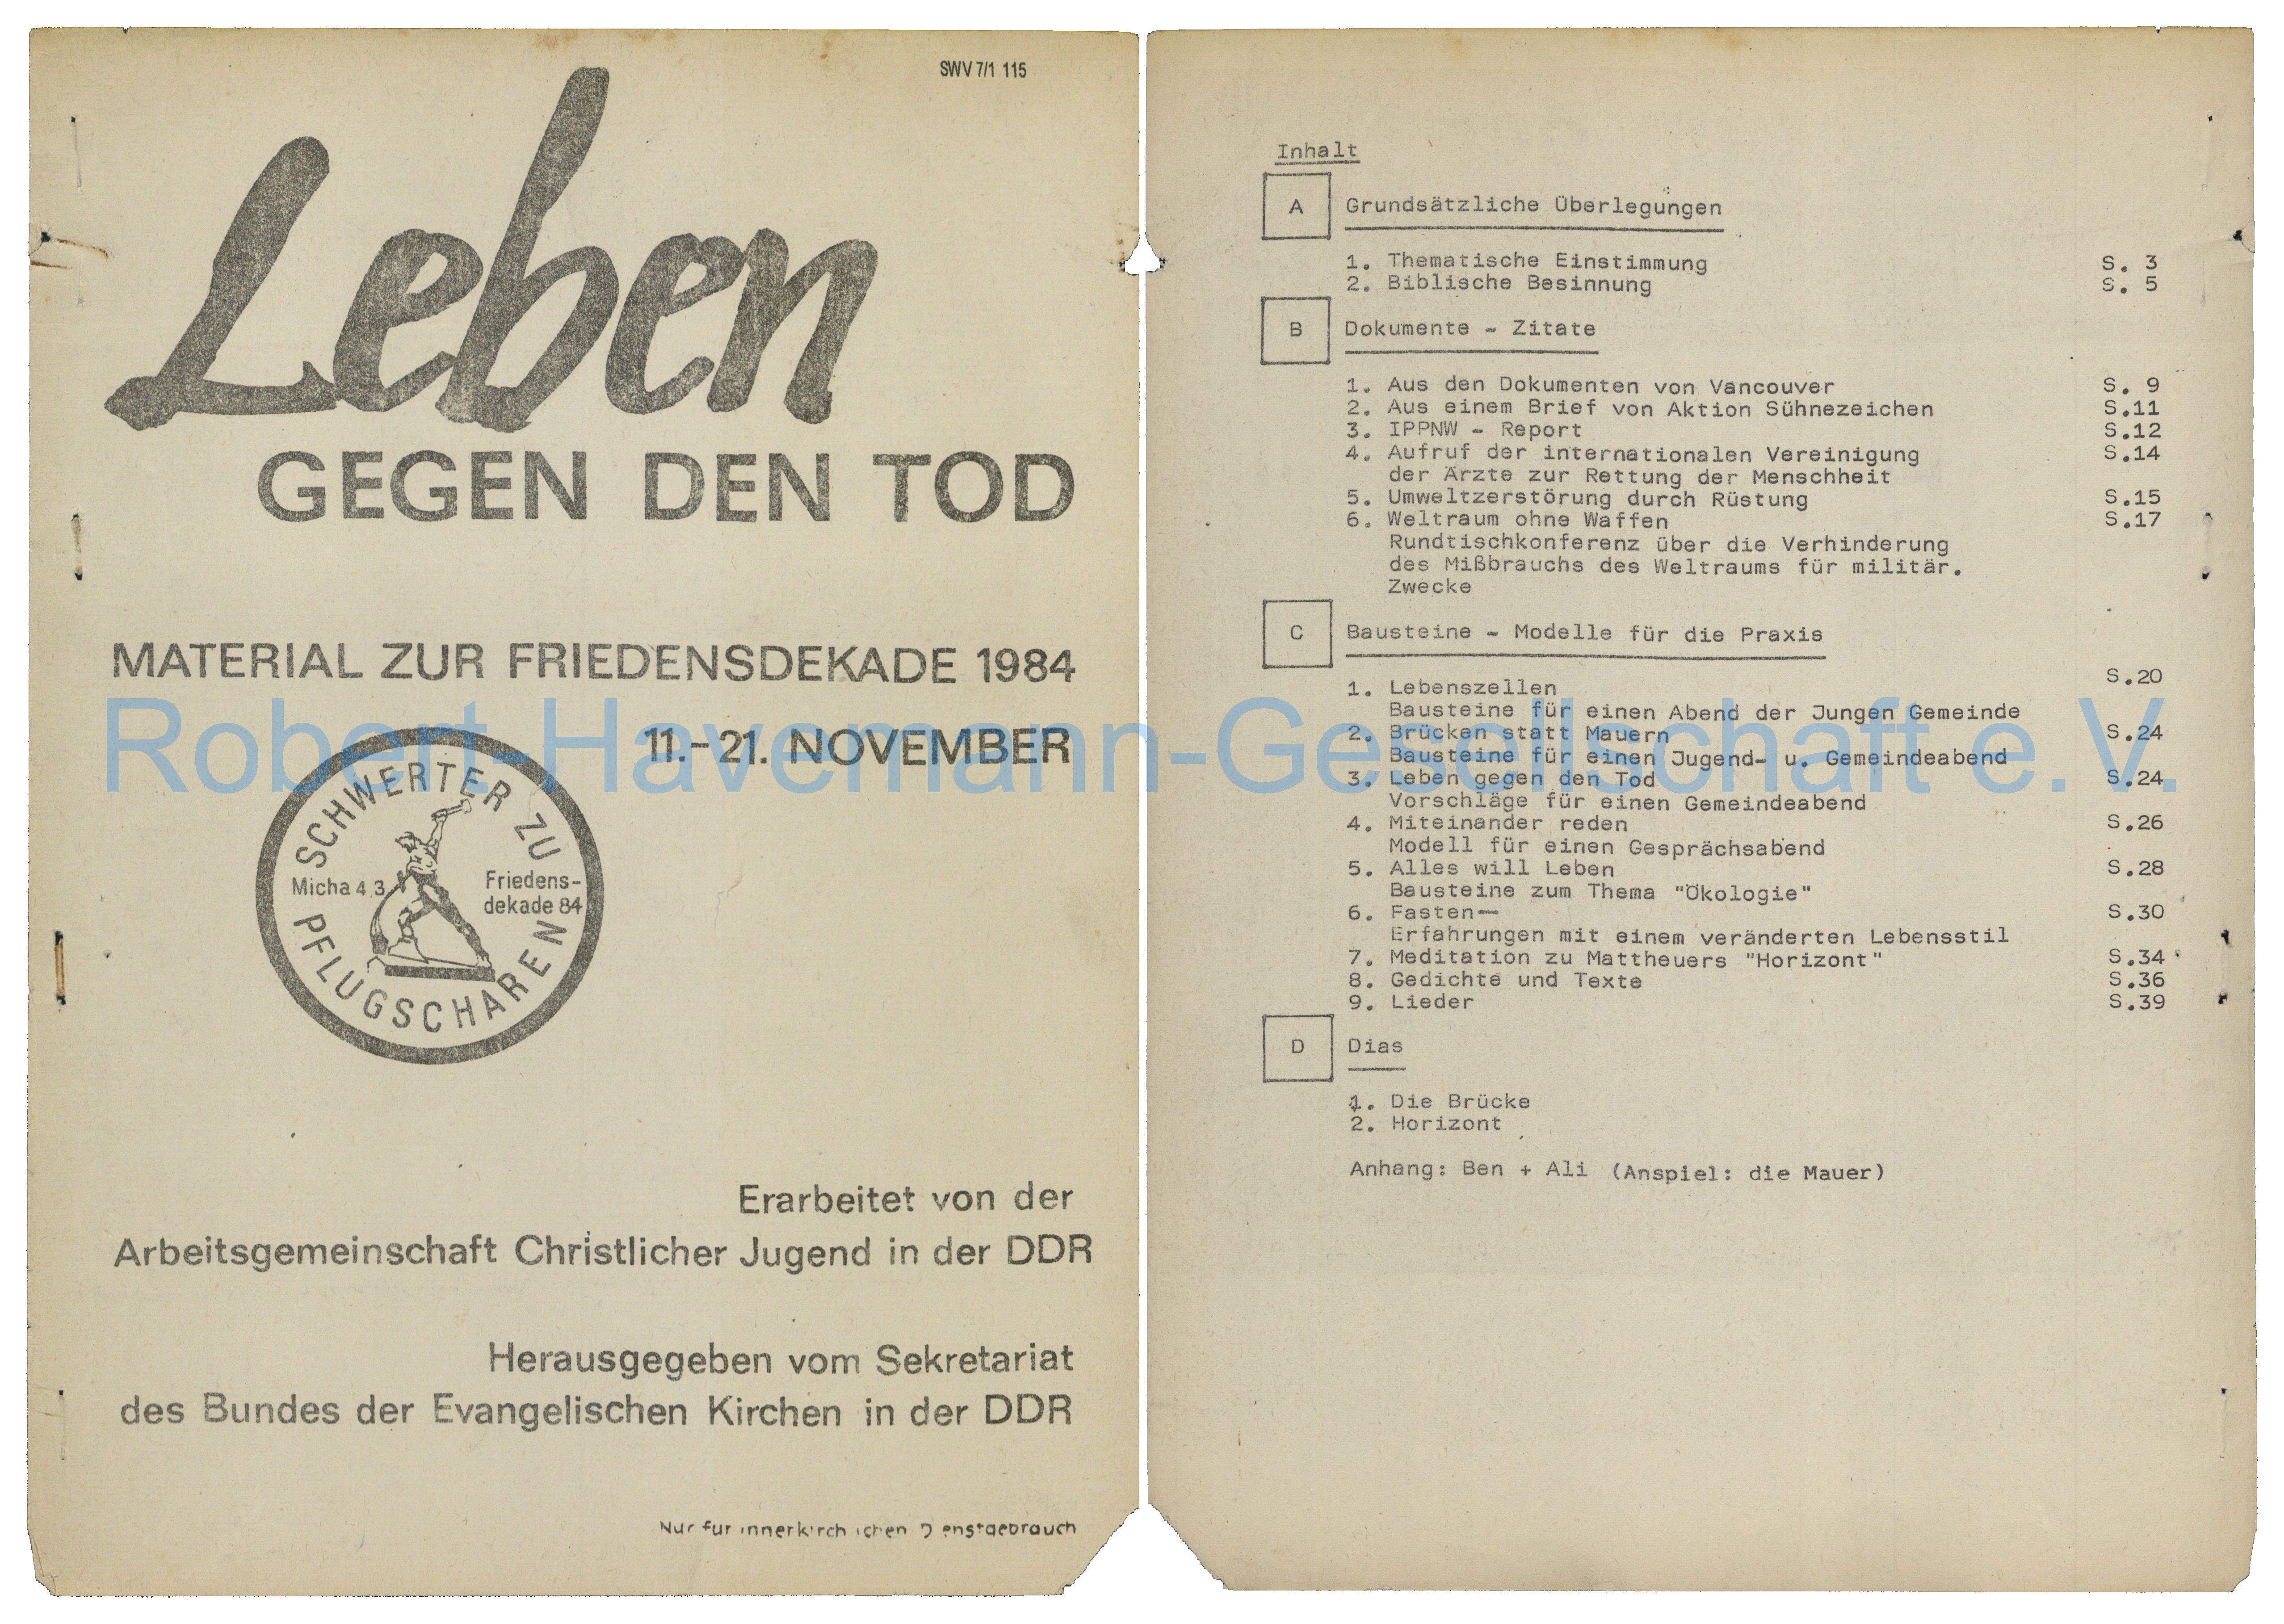 SWV 7/1 115
Leben
GEGEN DEN TOD
MATERIAL ZUR FRIEDENSDEKADE 1984
11.-21. NOVEMBER
SCHWERTER ZU
PFLUGSCHAREN
Micha 4,3
Friedens-
dekade 84
Erarbeitet von der
Arbeitsgemeinschaft Christlicher Jugend in der DDR
Herausgegeben vom Sekretariat
des Bundes der Evangelischen Kirchen in der DDR
Nur für innerkirchlichen Dienstgebrauch
Inhalt
A Grundsätzliche Überlegungen
1. Thematische Einstimmung S. 3
2. Biblische Besinnung S. 5
B Dokumente - Zitate
1. Aus den Dokumenten von Vancouver S. 9
2. Aus einem Brief von Aktion Sühnezeichen S.11
3. IPPNW - Report S.12
4. Aufruf der internationalen Vereinigung S.14
der Ärzte zur Rettung der Menschheit
5. Umweltzerstörung durch Rüstung S.15
6. Weltraum ohne Waffen S.17
Rundtischkonferenz über die Verhinderung
des Mißbrauchs des Weltraums für militär.
Zwecke
C Bausteine - Modelle für die Praxis
1. Lebenszellen S.20
Bausteine für einen Abend der Jungen Gemeinde
2. Brücken statt Mauern S.24
Bausteine für einen Jugend- u. Gemeindeabend
3. Leben gegen den Tod S.24
Vorschläge für einen Gemeindeabend
4. Miteinander reden S.26
Modell für einen Gesprächsabend
5. Alles will Leben S.28
Bausteine zum Thema "Ökologie"
6. Fasten— S.30
Erfahrungen mit einem veränderten Lebensstil
7. Meditation zu Mattheuers "Horizont" S.34
8. Gedichte und Texte S.36
9. Lieder S.39
D Dias
1. Die Brücke
2. Horizont
Anhang: Ben + Ali (Anspiel: die Mauer)
Robert-Havemann-Gesellschaft e.V.